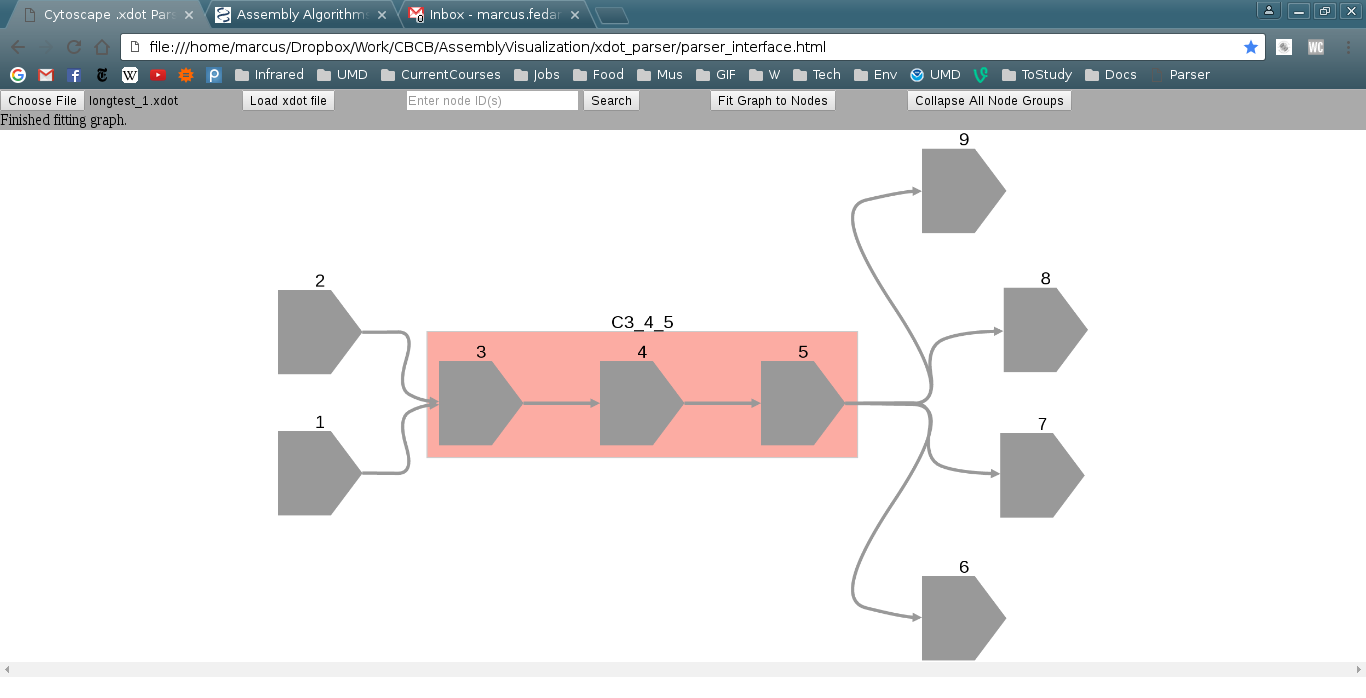 Cytoscape .xdot Pars Assembly Algorithms Inbox - marcus.fedar
file:///home/marcus/Dropbox/Work/CBCB/AssemblyVisualization/xdot_parser/parser_interface.html WC
Infrared UMD CurrentCourses Jobs Food Mus GIF W Tech Env UMD ToStudy Docs Parser
Choose File longtest_1.xdot Load xdot file Enter node ID(s) Search Fit Graph to Nodes Collapse All Node Groups
Finished fitting graph.
9
8
2
C3_4_5
3 4 5
1
7
6